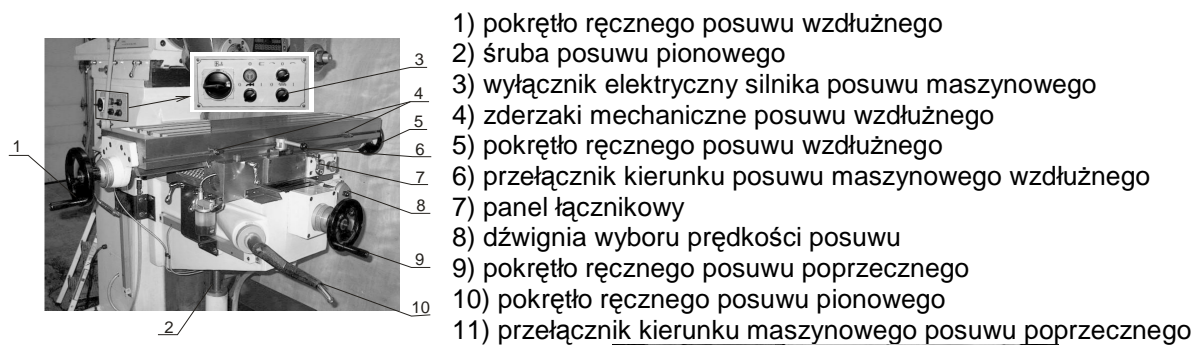 1) pokrętło ręcznego posuwu wzdłużnego
2) śruba posuwu pionowego
3) wyłącznik elektryczny silnika posuwu maszynowego
4) zderzaki mechaniczne posuwu wzdłużnego
5) pokrętło ręcznego posuwu wzdłużnego
6) przełącznik kierunku posuwu maszynowego wzdłużnego
7) panel łącznikowy
8) dźwignia wyboru prędkości posuwu
9) pokrętło ręcznego posuwu poprzecznego
10) pokrętło ręcznego posuwu pionowego
11) przełącznik kierunku maszynowego posuwu poprzecznego
3
4
5
1
6
7
8
9
10
2